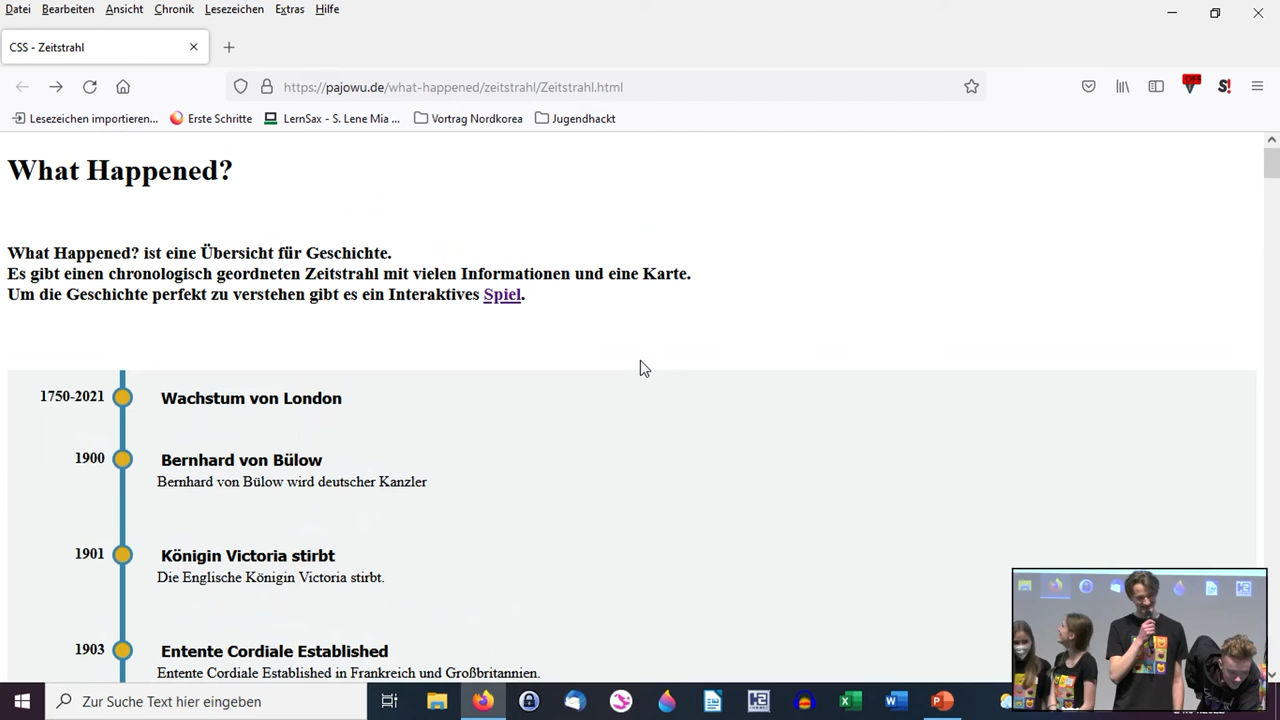 Datei Bearbeiten Ansicht Chronik Lesezeichen Extras Hilfe
CSS - Zeitstrahl
https://pajowu.de/what-happened/zeitstrahl/Zeitstrahl.html
OFF
S!
Lesezeichen importieren... Erste Schritte LernSax - S. Lene Mia ... Vortrag Nordkorea Jugendhackt
What Happened?
What Happened? ist eine Übersicht für Geschichte.
Es gibt einen chronologisch geordneten Zeitstrahl mit vielen Informationen und eine Karte.
Um die Geschichte perfekt zu verstehen gibt es ein Interaktives Spiel.
1750-2021 Wachstum von London
1900 Bernhard von Bülow
Bernhard von Bülow wird deutscher Kanzler
1901 Königin Victoria stirbt
Die Englische Königin Victoria stirbt.
1903 Entente Cordiale Established
Entente Cordiale Established in Frankreich und Großbritannien.
Zur Suche Text hier eingeben